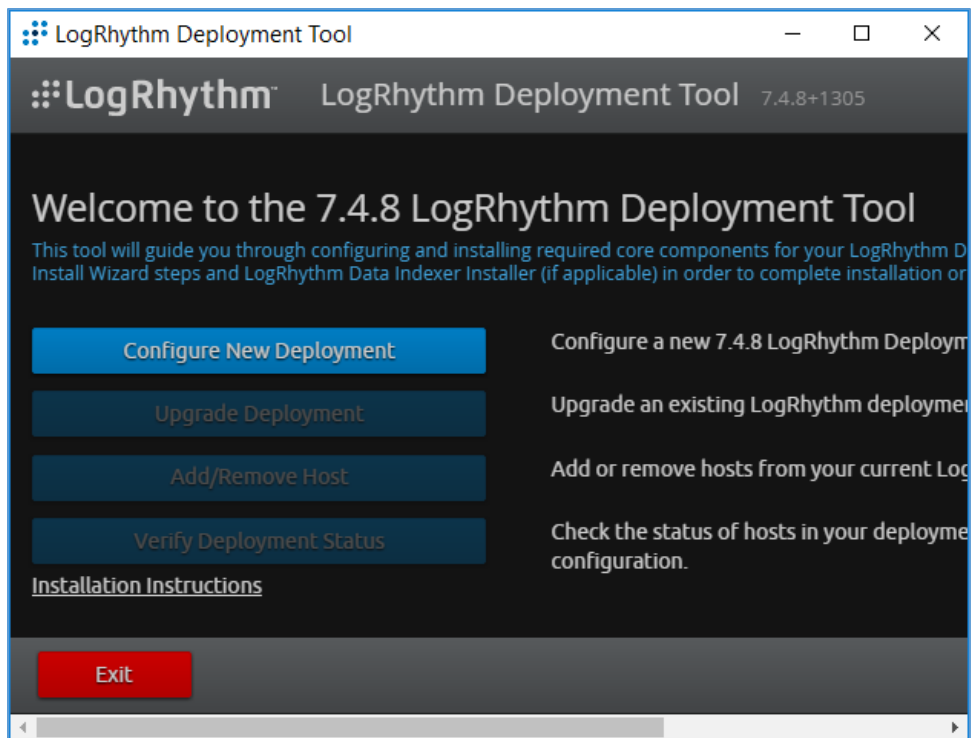 LogRhythm Deployment Tool
LogRhythm™ LogRhythm Deployment Tool 7.4.8+1305
Welcome to the 7.4.8 LogRhythm Deployment Tool
This tool will guide you through configuring and installing required core components for your LogRhythm D
Install Wizard steps and LogRhythm Data Indexer Installer (if applicable) in order to complete installation or
Configure New Deployment Configure a new 7.4.8 LogRhythm Deploym
Upgrade Deployment Upgrade an existing LogRhythm deploymen
Add/Remove Host Add or remove hosts from your current Log
Verify Deployment Status Check the status of hosts in your deployme
configuration.
Installation Instructions
Exit